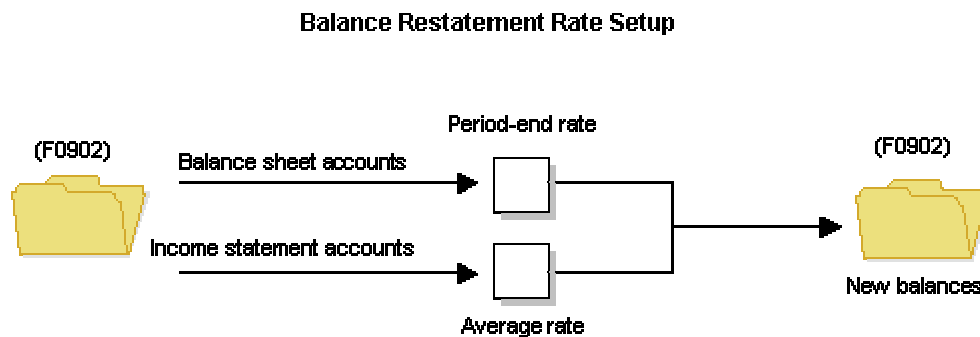 Balance Restatement Rate Setup
Period-end rate
(F0902)
Balance sheet accounts
(F0902)
Income statement accounts
New balances
Average rate